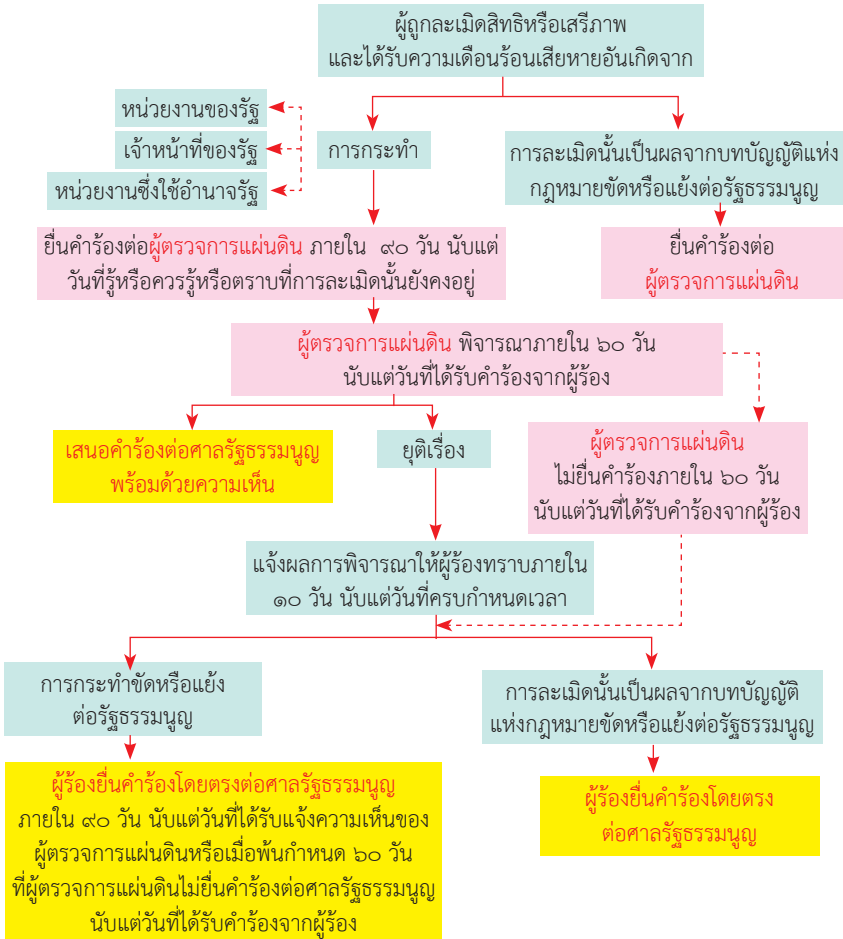 ผู้ถูกละเมิดสิทธิหรือเสรีภาพ
และได้รับความเดือนร้อนเสียหายอันเกิดจาก
หน่วยงานของรัฐ
เจ้าหน้าที่ของรัฐ
หน่วยงานซึ่งใช้อำนาจรัฐ
การกระทำ
การละเมิดนั้นเป็นผลจากบทบัญญัติแห่ง
กฎหมายขัดหรือแย้งต่อรัฐธรรมนูญ
ยื่นคำร้องต่อผู้ตรวจการแผ่นดิน ภายใน ๙๐ วัน นับแต่
วันที่รู้หรือควรรู้หรือตราบที่การละเมิดนั้นยังคงอยู่
ยื่นคำร้องต่อ
ผู้ตรวจการแผ่นดิน
ผู้ตรวจการแผ่นดิน พิจารณาภายใน ๖๐ วัน
นับแต่วันที่ได้รับคำร้องจากผู้ร้อง
เสนอคำร้องต่อศาลรัฐธรรมนูญ
พร้อมด้วยความเห็น
ยุติเรื่อง
ผู้ตรวจการแผ่นดิน
ไม่ยื่นคำร้องภายใน ๖๐ วัน
นับแต่วันที่ได้รับคำร้องจากผู้ร้อง
แจ้งผลการพิจารณาให้ผู้ร้องทราบภายใน
๑๐ วัน นับแต่วันที่ครบกำหนดเวลา
การกระทำขัดหรือแย้ง
ต่อรัฐธรรมนูญ
การละเมิดนั้นเป็นผลจากบทบัญญัติ
แห่งกฎหมายขัดหรือแย้งต่อรัฐธรรมนูญ
ผู้ร้องยื่นคำร้องโดยตรงต่อศาลรัฐธรรมนูญ
ภายใน ๙๐ วัน นับแต่วันที่ได้รับแจ้งความเห็นของ
ผู้ตรวจการแผ่นดินหรือเมื่อพ้นกำหนด ๖๐ วัน
ที่ผู้ตรวจการแผ่นดินไม่ยื่นคำร้องต่อศาลรัฐธรรมนูญ
นับแต่วันที่ได้รับคำร้องจากผู้ร้อง
ผู้ร้องยื่นคำร้องโดยตรง
ต่อศาลรัฐธรรมนูญ